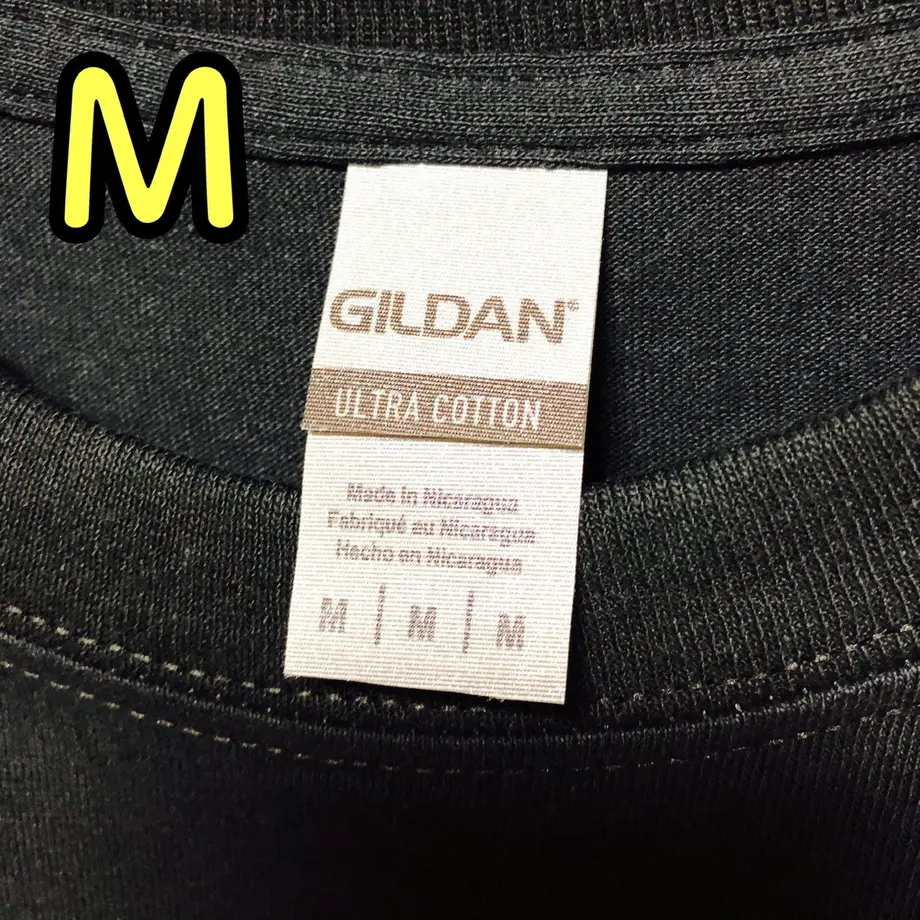 M
GILDAN®
ULTRA COTTON
Made in Nicaragua
Fabriqué au Nicaragua
Hecho en Nicaragua
M | M | M